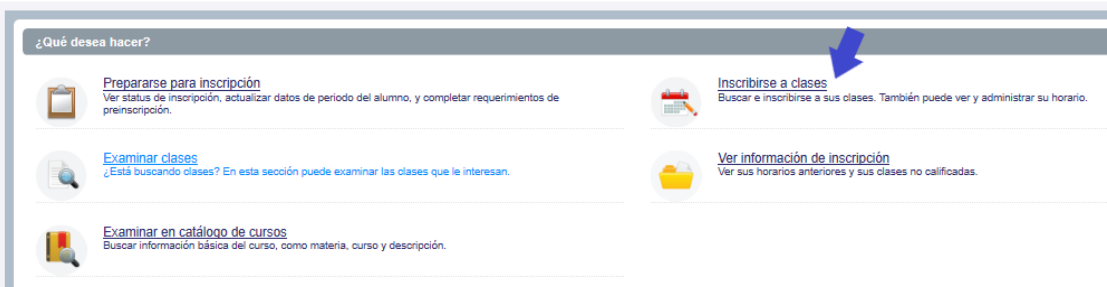 ¿Qué desea hacer?
Prepararse para inscripción
Ver status de inscripción, actualizar datos de periodo del alumno, y completar requerimientos de
preinscripción.
Inscribirse a clases
Buscar e inscribirse a sus clases. También puede ver y administrar su horario.
Examinar clases
¿Está buscando clases? En esta sección puede examinar las clases que le interesan.
Ver información de inscripción
Ver sus horarios anteriores y sus clases no calificadas.
Examinar en catálogo de cursos
Buscar información básica del curso, como materia, curso y descripción.